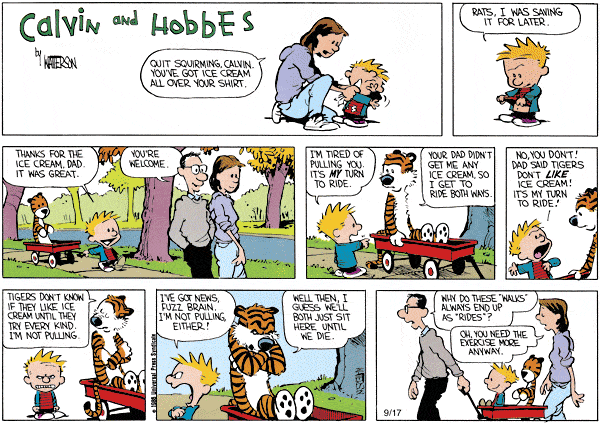 CALVIN AND HOBBES
by
WATTERSON
QUIT SQUIRMING, CALVIN.
YOU'VE GOT ICE CREAM
ALL OVER YOUR SHIRT.
RATS, I WAS SAVING
IT FOR LATER.
THANKS FOR THE
ICE CREAM, DAD.
IT WAS GREAT.
YOU'RE
WELCOME.
I'M TIRED OF
PULLING YOU.
IT'S MY TURN
TO RIDE.
YOUR DAD DIDN'T
GET ME ANY
ICE CREAM, SO
I GET TO
RIDE BOTH WAYS.
NO, YOU DON'T!
DAD SAID TIGERS
DON'T LIKE
ICE CREAM!
IT'S MY TURN
TO RIDE!
TIGERS DON'T KNOW
IF THEY LIKE ICE
CREAM UNTIL THEY
TRY EVERY KIND.
I'M NOT PULLING.
© 1986 Universal Press Syndicate
I'VE GOT NEWS,
FUZZ BRAIN.
I'M NOT PULLING
EITHER!
WELL THEN, I
GUESS WE'LL
BOTH JUST SIT
HERE UNTIL
WE DIE.
WATTERSON
WHY DO THESE "WALKS"
ALWAYS END UP
AS "RIDES"?
OH, YOU NEED THE
EXERCISE MORE
ANYWAY.
9/17